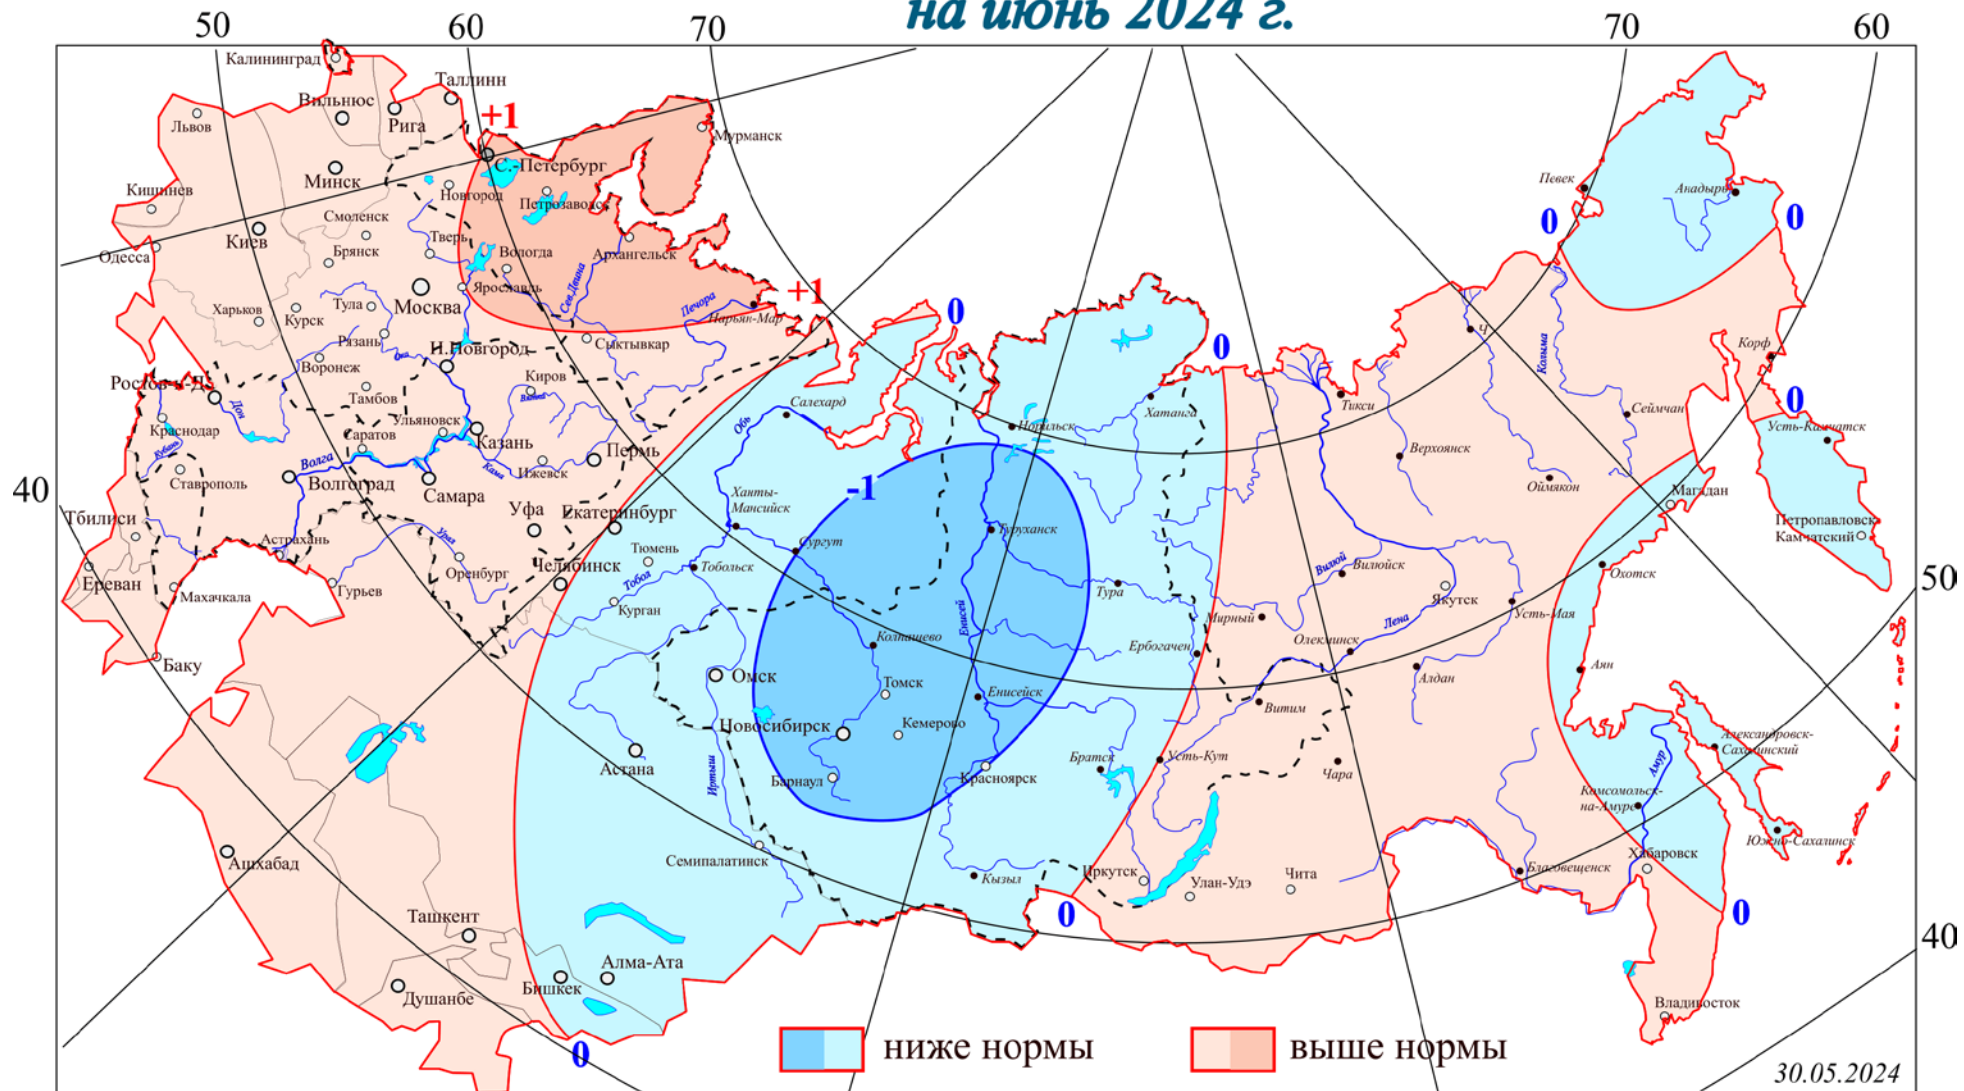 на июнь 2024 г.
50
60
70
70
60
Калининград
Таллинн
Вильнюс
Рига
+1
Львов
Мурманск
С.-Петербург
Минск
Новгород
Петрозаводск
Кишинев
Смоленск
Певек
Анадырь
0
0
Киев
Брянск
Тверь
Вологда
Архангельск
Одесса
Ярославль
Сев.Двина
Москва
Тула
Печора
Нарьян-Мар
+1
Харьков
Курск
0
Рязань
Ока
Н.Новгород
Сыктывкар
0
Ч
Колыма
Корф
Воронеж
Ростов-н-Д.
Киров
Вятка
Тамбов
Дон
Салехард
Обь
Хатанга
Тикси
Сеймчан
0
Краснодар
Ульяновск
Саратов
Казань
Норильск
Усть-Камчатск
Кубань
Волга
Кама
Ижевск
Пермь
Верхоянск
Ставрополь
Волгоград
Самара
-1
Ханты-
Мансийск
Оймякон
Магадан
40
Тбилиси
Уфа
Екатеринбург
Туруханск
Петропавловск-
Камчатский
Астрахань
Урал
Тюмень
Сургут
Ереван
Махачкала
Гурьев
Оренбург
Челябинск
Тобол
Тобольск
Тура
Вилюй
Вилюйск
Охотск
50
Курган
Енисей
Мирный
Якутск
Усть-Мая
Баку
Колпашево
Ербогачен
Олекминск
Лена
Аян
Омск
Томск
Енисейск
Витим
Алдан
Новосибирск
Кемерово
Александровск-
Сахалинский
Астана
Иртыш
Барнаул
Красноярск
Братск
Усть-Кут
Чара
Амур
Комсомольск-
на-Амуре
Ашхабад
Семипалатинск
Кызыл
Иркутск
Улан-Удэ
Чита
Благовещенск
Хабаровск
Южно-Сахалинск
Ташкент
0
0
40
Алма-Ата
Бишкек
Душанбе
Владивосток
0
ниже нормы
выше нормы
30.05.2024